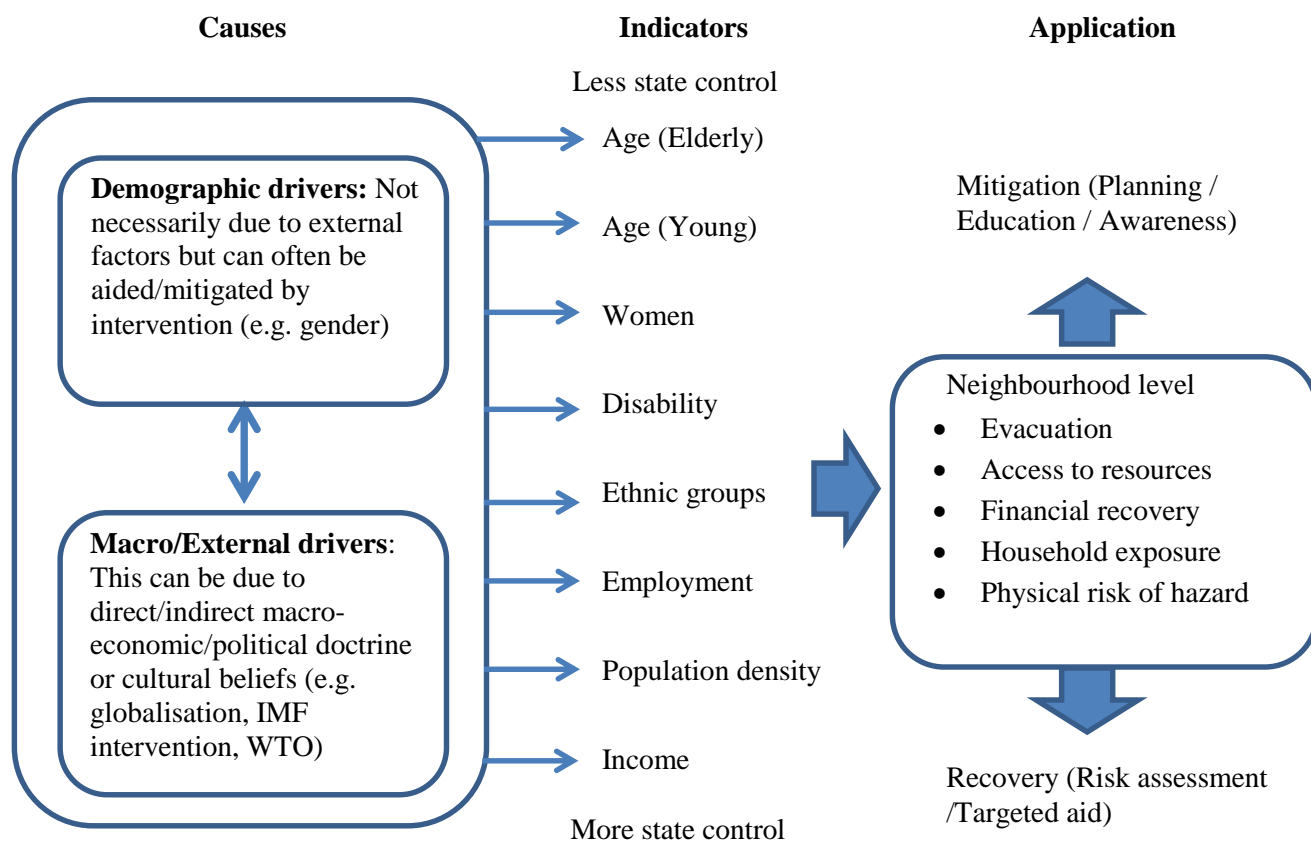 Causes
Indicators
Application
Less state control
Demographic drivers: Not
necessarily due to external
factors but can often be
aided/mitigated by
intervention (e.g. gender)
Macro/External drivers:
This can be due to
direct/indirect macro-
economic/political doctrine
or cultural beliefs (e.g.
globalisation, IMF
intervention, WTO)
Age (Elderly)
Age (Young)
Women
Disability
Ethnic groups
Employment
Population density
Income
More state control
Mitigation (Planning /
Education / Awareness)
Neighbourhood level
• Evacuation
• Access to resources
• Financial recovery
• Household exposure
• Physical risk of hazard
Recovery (Risk assessment
/Targeted aid)